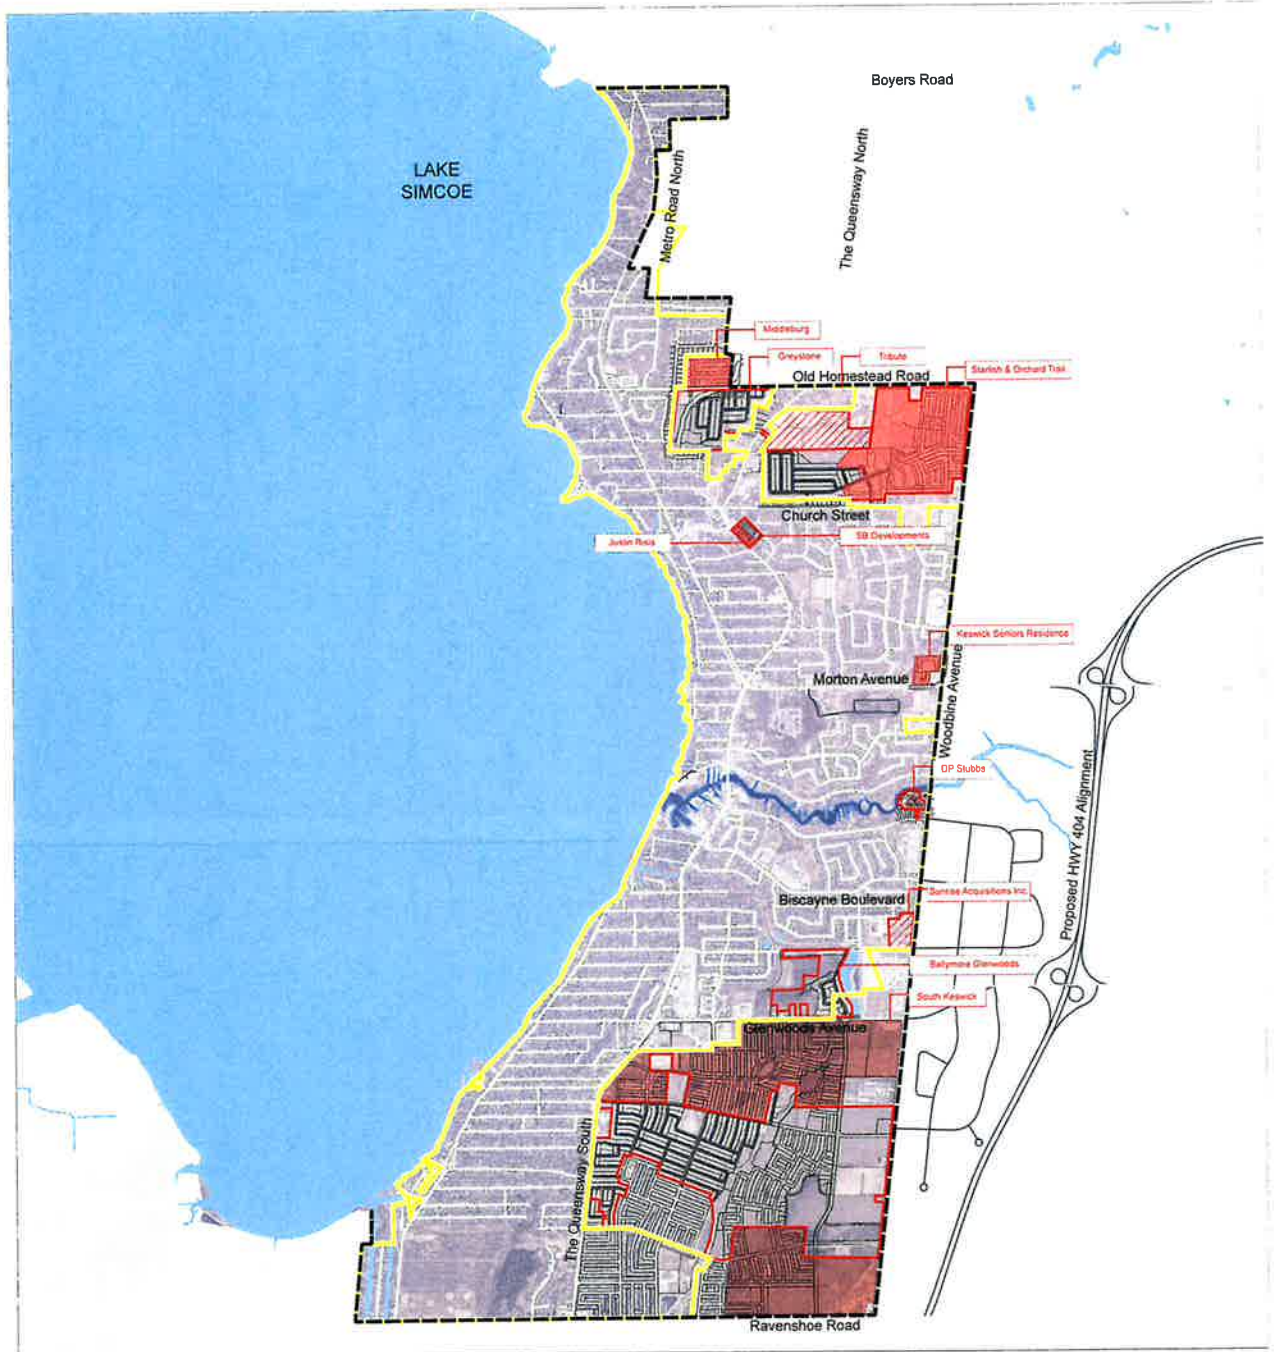 Boyers Road
LAKE
SIMCOE
Metro Road North
The Queensway North
Middleburg
Greystone
Tribute
Old Homestead Road
Starlish & Orchard Trail
Church Street
Justin Risis
SB Developments
Keswick Seniors Residence
Morton Avenue
Woodbine Avenue
DP Stubbs
Proposed HWY 404 Alignment
Biscayne Boulevard
Sunrise Acquisitions Inc.
Ballymore Glenwoods
South Keswick
Glenwoods Avenue
The Queensway South
Ravenshoe Road